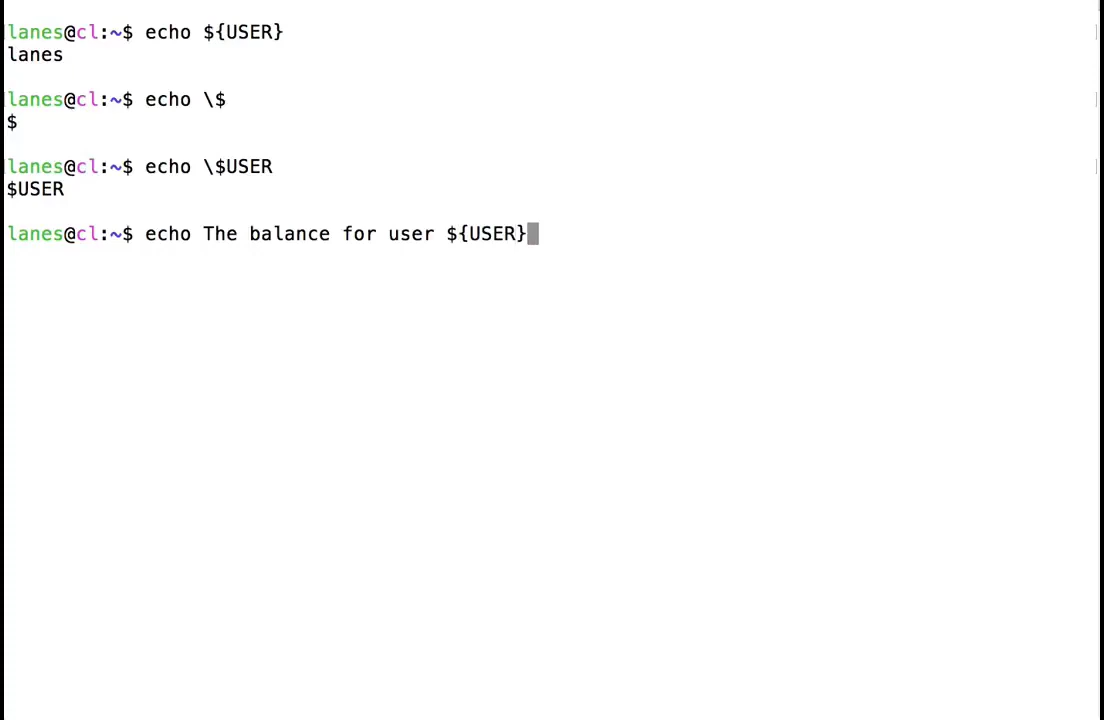 lanes@cl:~$ echo ${USER}
lanes
lanes@cl:~$ echo \$
$
lanes@cl:~$ echo \$USER
$USER
lanes@cl:~$ echo The balance for user ${USER}